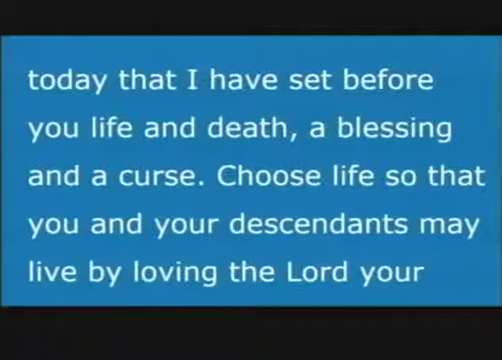 today that I have set before
you life and death, a blessing
and a curse. Choose life so that
you and your descendants may
live by loving the Lord your